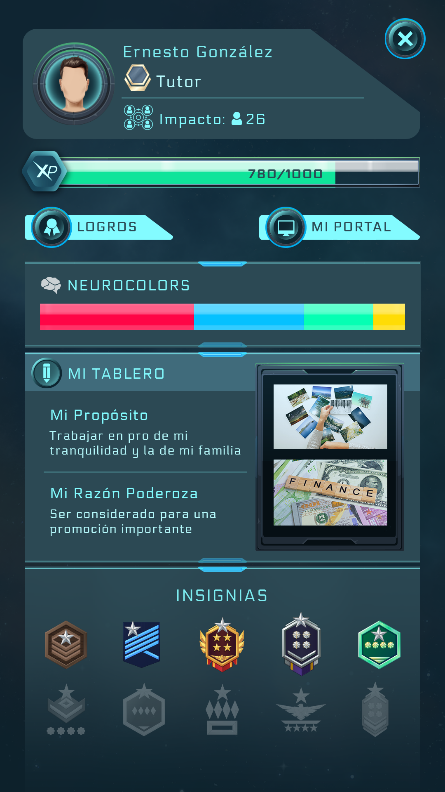 Ernesto González
Tutor
Impacto: 26
XP
780/1000
LOGROS
MI PORTAL
NEUROCOLORS
MI TABLERO
Mi Propósito
Trabajar en pro de mi
tranquilidad y la de mi familia
Mi Razón Poderoza
Ser considerado para una
promoción importante
FINANCE
INSIGNIAS